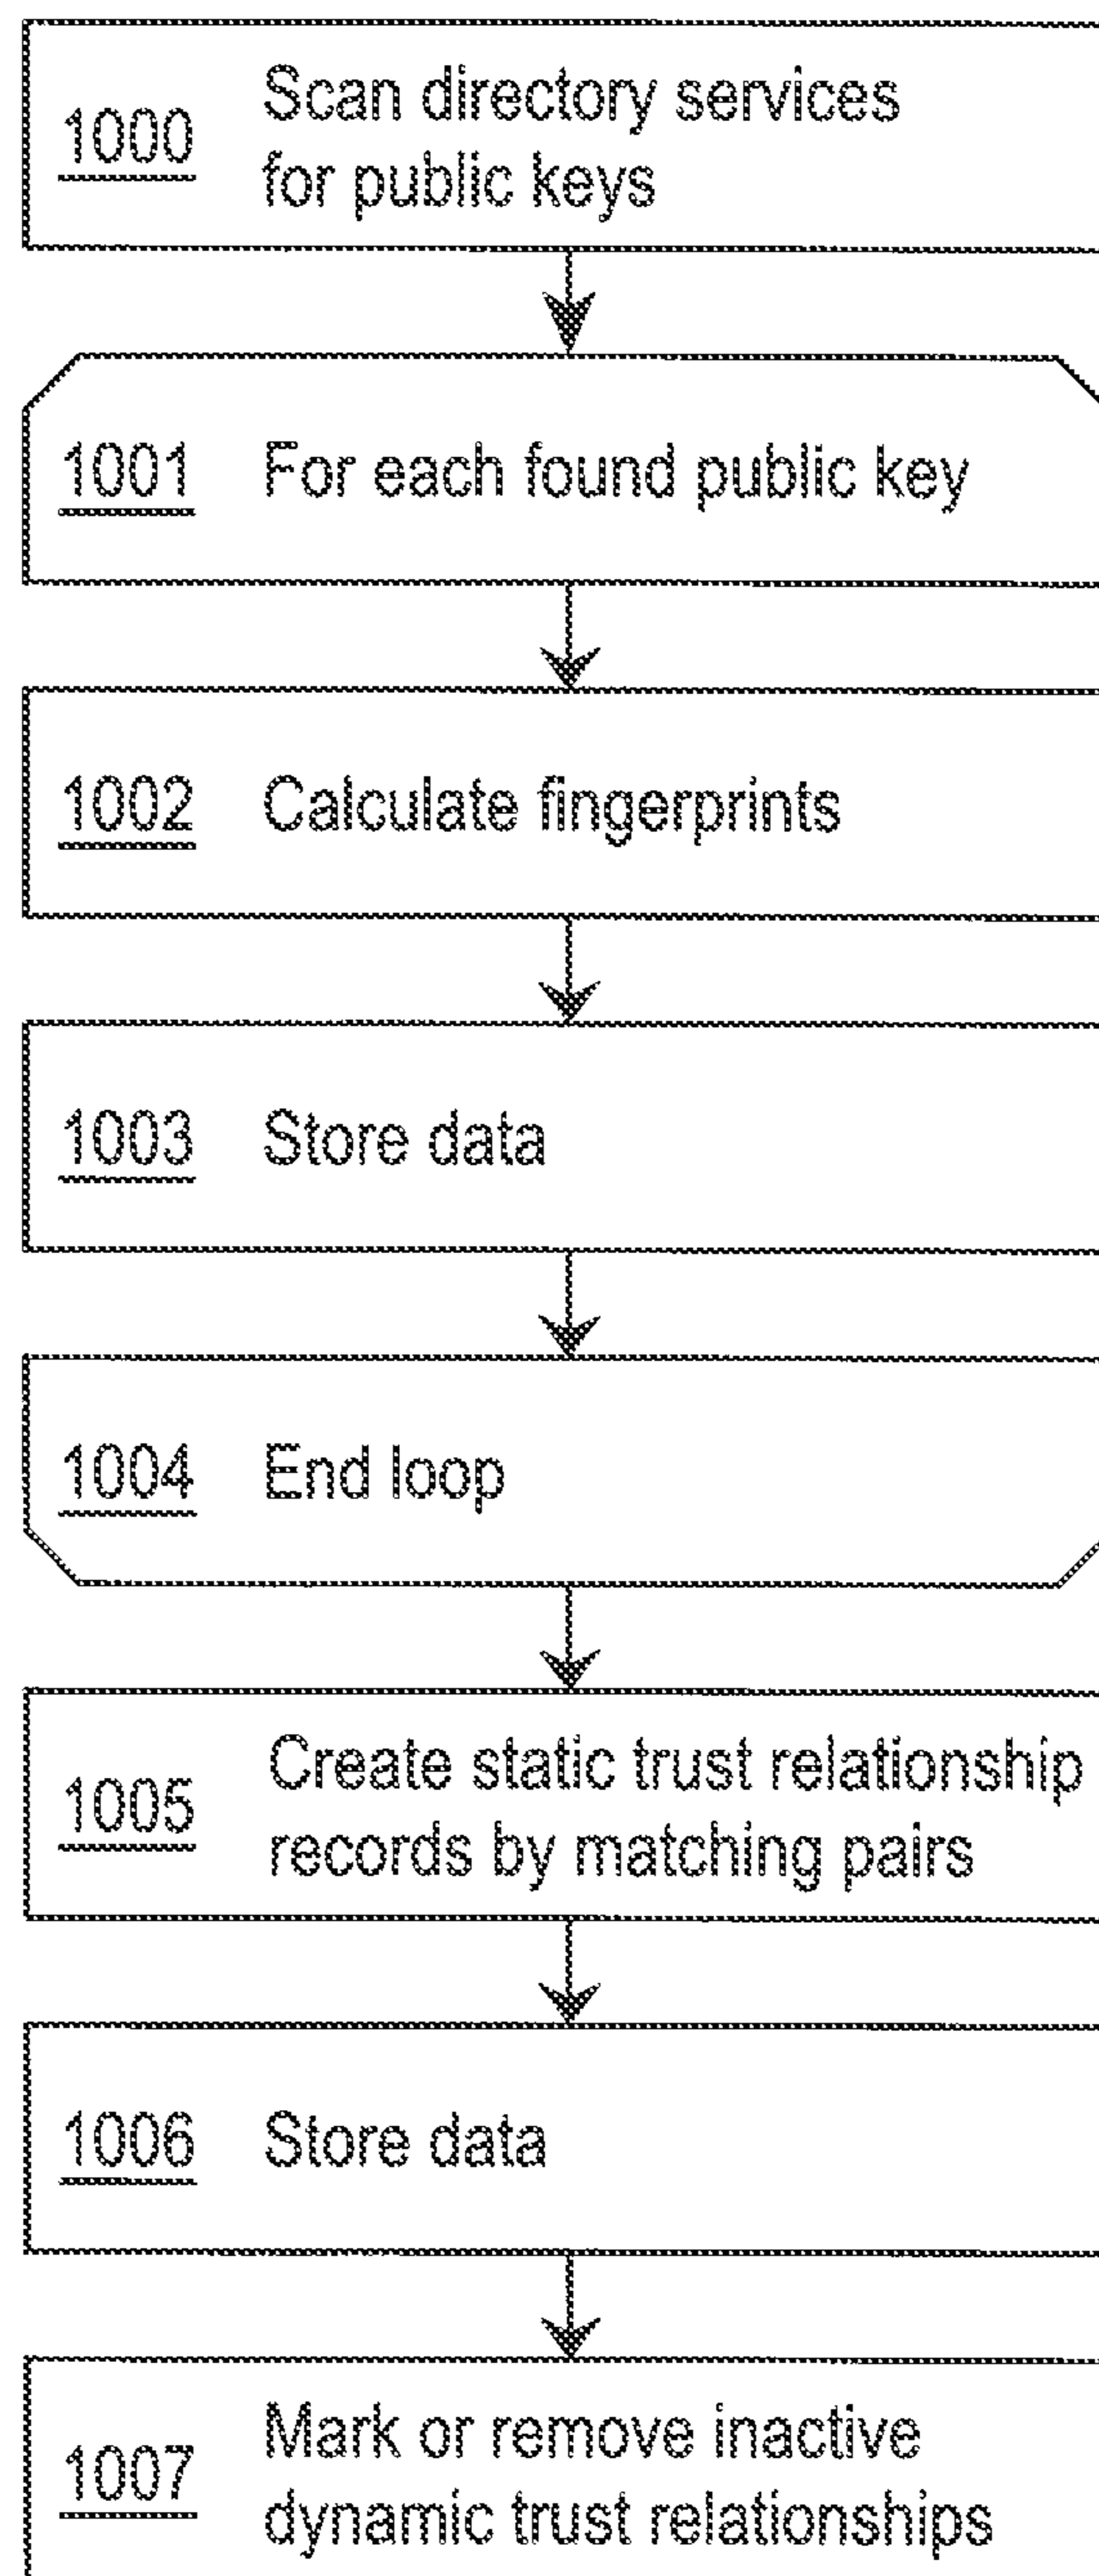 1000 Scan directory services
for public keys
1001 For each found public key
1002 Calculate fingerprints
1003 Store data
1004 End loop
1005 Create static trust relationship
records by matching pairs
1006 Store data
1007 Mark or remove inactive
dynamic trust relationships